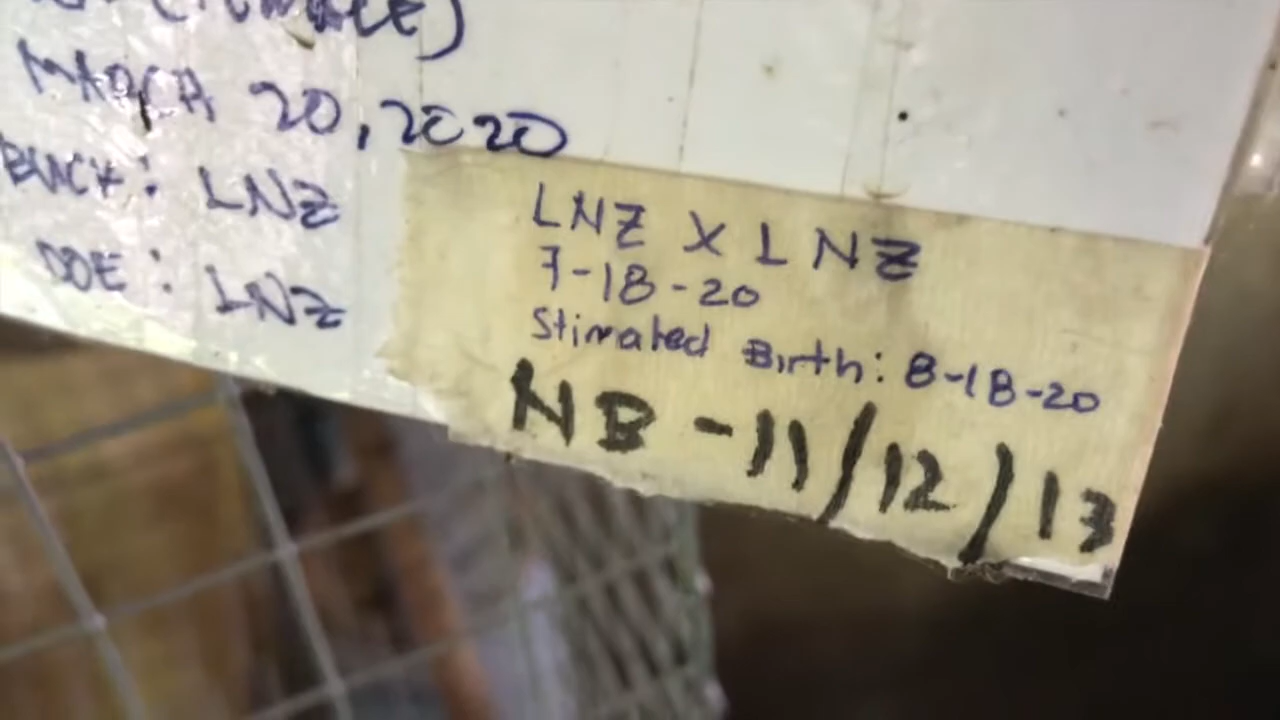 MARCH 20, 2020
BUCK: LNZ
DOE: LNZ
LNZ X LNZ
7-18-20
Stimated Birth: 8-18-20
NB - 11/12/13